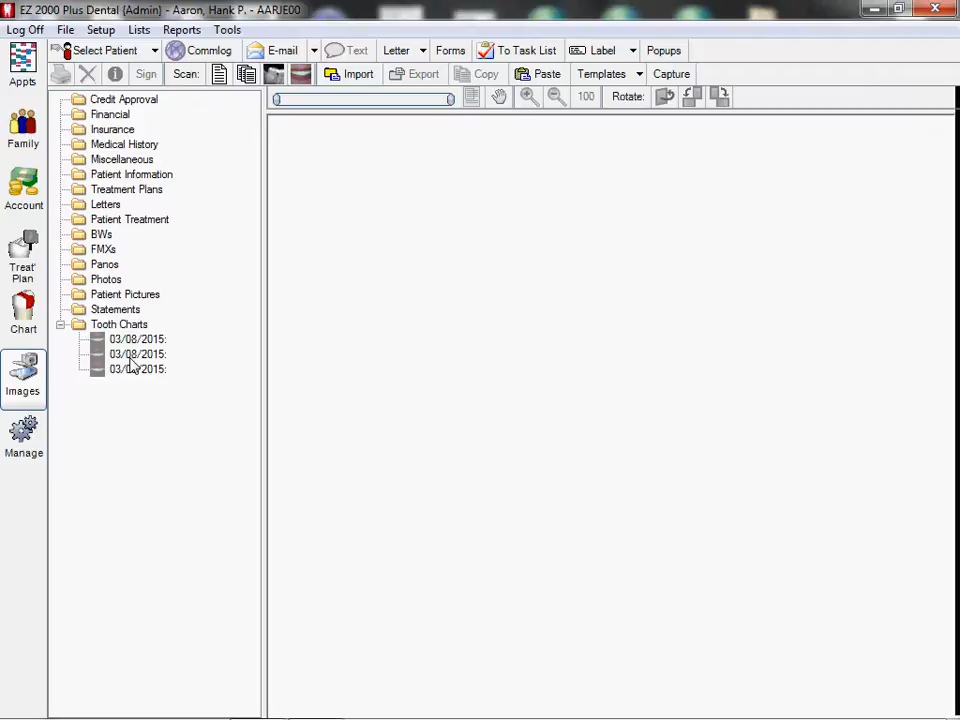 EZ 2000 Plus Dental {Admin} - Aaron, Hank P. - AARJE00
Log Off File Setup Lists Reports Tools
Select Patient Commlog E-mail Text Letter Forms To Task List Label Popups
Sign Scan: Import Export Copy Paste Templates Capture
100 Rotate:
Appts
Family
Account
Treat'
Plan
Chart
Images
Manage
Credit Approval
Financial
Insurance
Medical History
Miscellaneous
Patient Information
Treatment Plans
Letters
Patient Treatment
BWs
FMXs
Panos
Photos
Patient Pictures
Statements
Tooth Charts
03/08/2015:
03/08/2015:
03/08/2015: